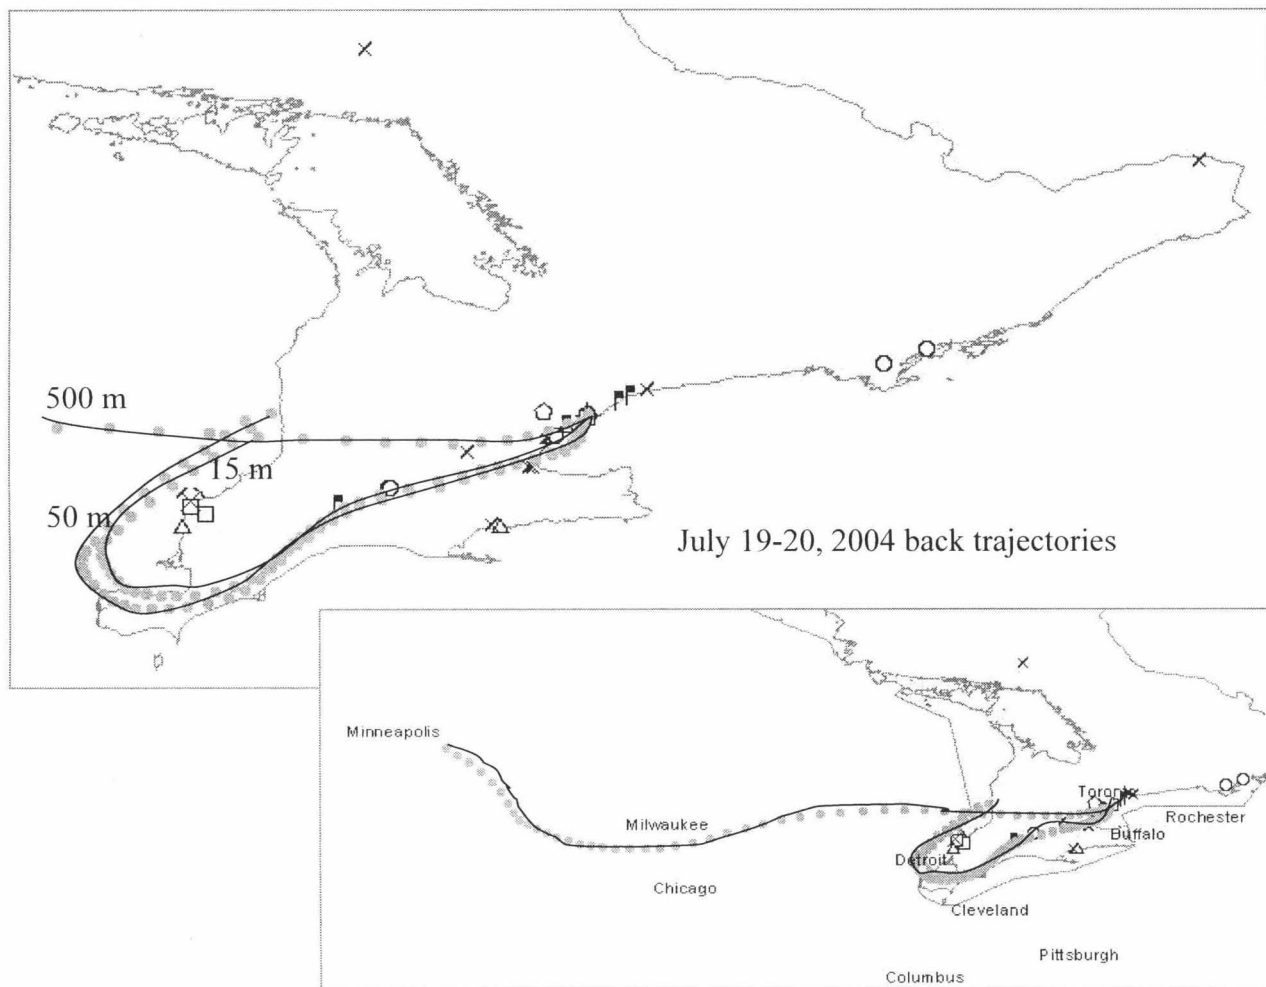 500 m
15 m
50 m
July 19-20, 2004 back trajectories
Minneapolis
Toronto
Milwaukee
Rochester
Buffalo
Detroit
Chicago
Cleveland
Pittsburgh
Columbus